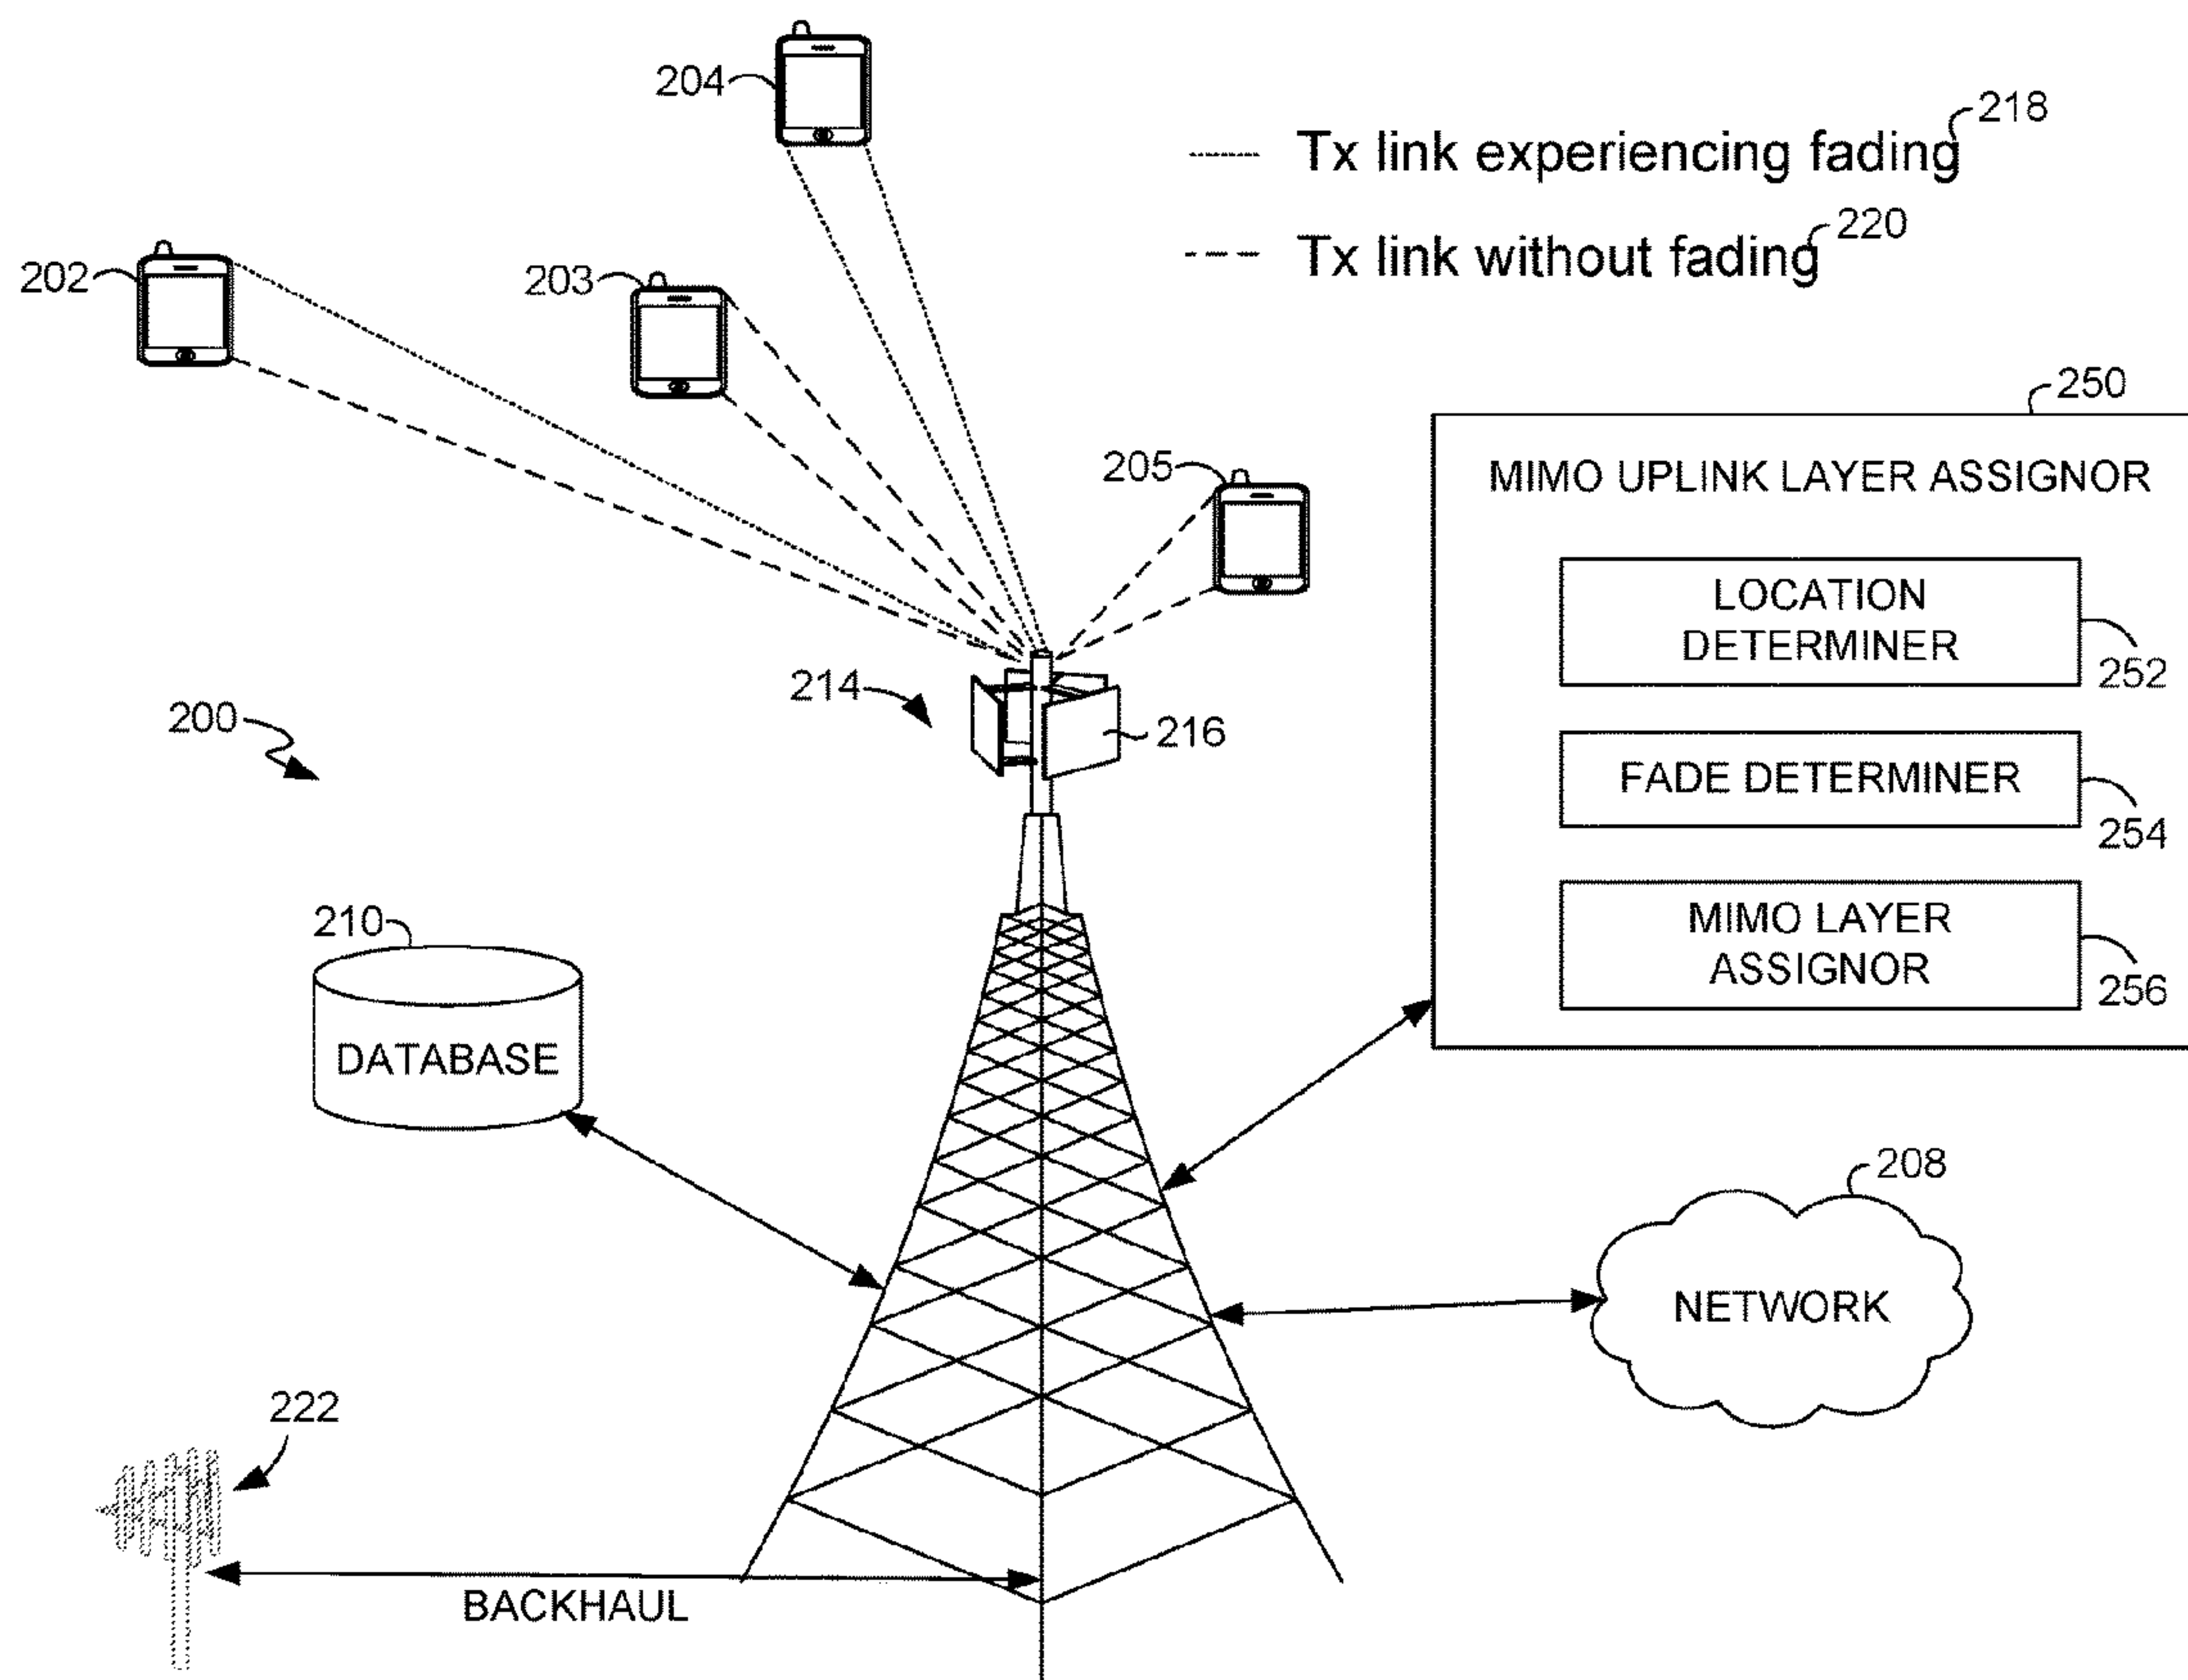 204
218
Tx link experiencing fading
220
Tx link without fading
202
203
250
205
MIMO UPLINK LAYER ASSIGNOR
LOCATION
DETERMINER
252
214
200
216
FADE DETERMINER
254
210
MIMO LAYER
ASSIGNOR
256
DATABASE
208
NETWORK
222
BACKHAUL